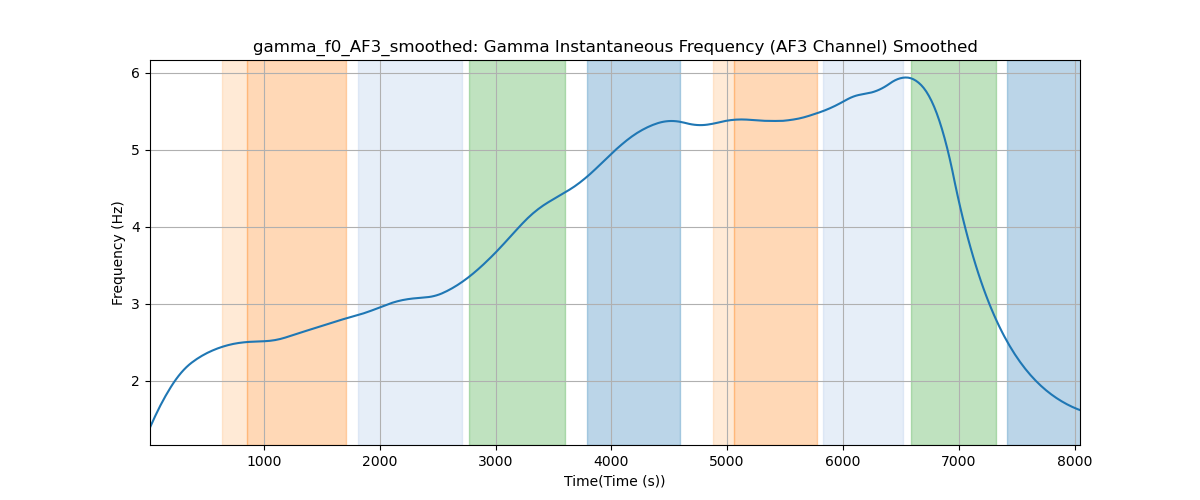 gamma_f0_AF3_smoothed: Gamma Instantaneous Frequency (AF3 Channel) Smoothed
Frequency (Hz)
6
5
4
3
2
1000 2000 3000 4000 5000 6000 7000 8000
Time(Time (s))